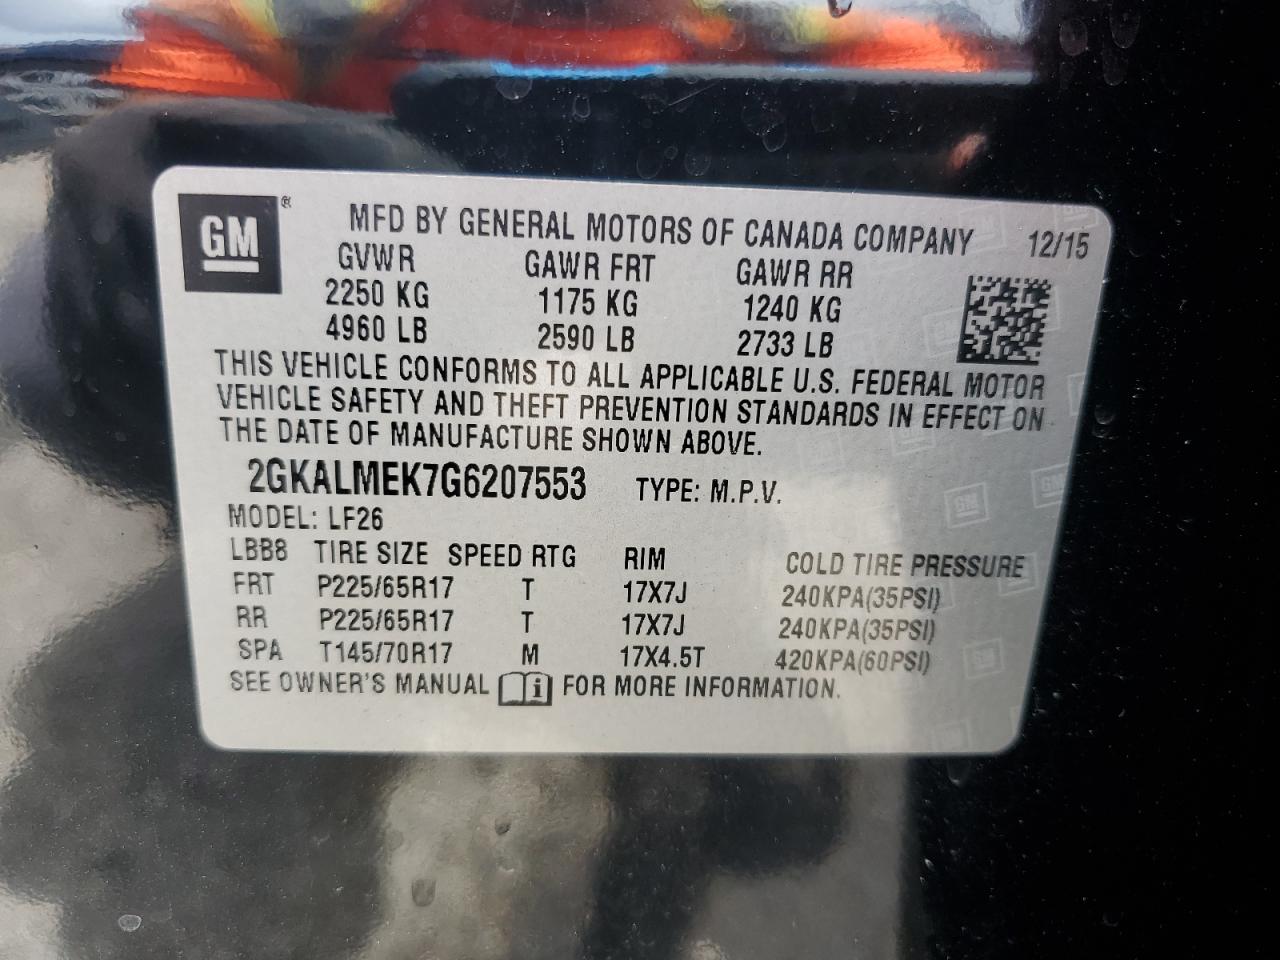 GM ® MFD BY GENERAL MOTORS OF CANADA COMPANY 12/15
GVWR GAWR FRT GAWR RR
2250 KG 1175 KG 1240 KG
4960 LB 2590 LB 2733 LB
THIS VEHICLE CONFORMS TO ALL APPLICABLE U.S. FEDERAL MOTOR
VEHICLE SAFETY AND THEFT PREVENTION STANDARDS IN EFFECT ON
THE DATE OF MANUFACTURE SHOWN ABOVE.
2GKALMEK7G6207553 TYPE: M.P.V.
MODEL: LF26
LBB8 TIRE SIZE SPEED RTG RIM COLD TIRE PRESSURE
FRT P225/65R17 T 17X7J 240KPA(35PSI)
RR P225/65R17 T 17X7J 240KPA(35PSI)
SPA T145/70R17 M 17X4.5T 420KPA(60PSI)
SEE OWNER'S MANUAL i FOR MORE INFORMATION.